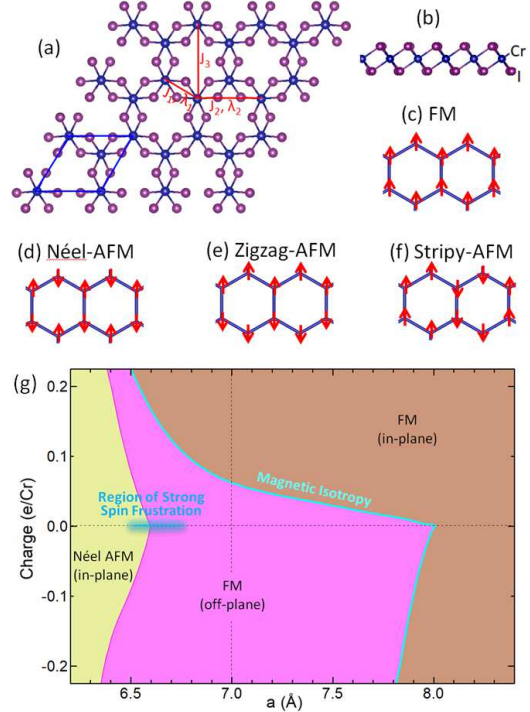 (a)
J₃
J₁, λ₁
J₂, λ₂
(b)
Cr
I
(c) FM
(d) Néel-AFM
(e) Zigzag-AFM
(f) Stripy-AFM
(g)
0.2
0.1
0.0
-0.1
-0.2
Charge (e/Cr)
FM
(in-plane)
Magnetic Isotropy
Region of Strong
Spin Frustration
Néel AFM
(in-plane)
FM
(off-plane)
6.5
7.0
7.5
8.0
a (Å)